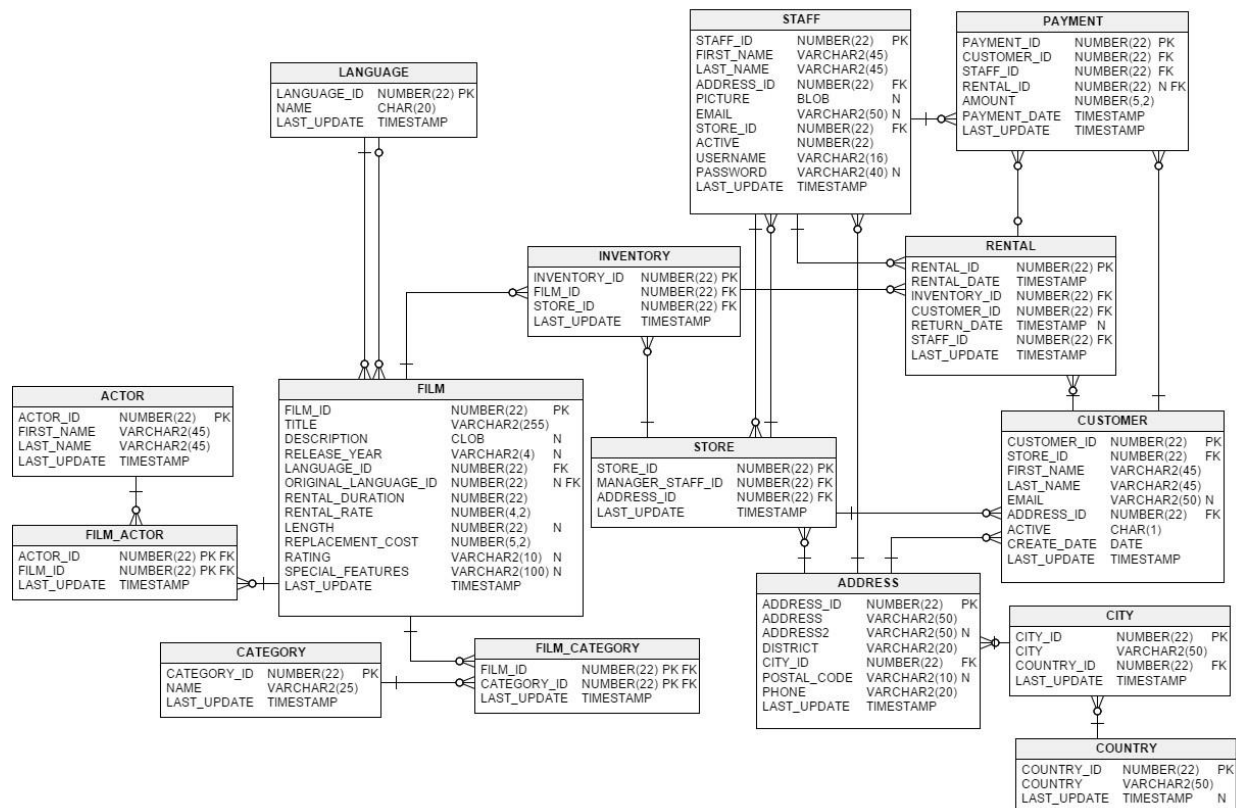 STAFF
STAFF_ID NUMBER(22) PK
FIRST_NAME VARCHAR2(45)
LAST_NAME VARCHAR2(45)
ADDRESS_ID NUMBER(22) FK
PICTURE BLOB N
EMAIL VARCHAR2(50) N
STORE_ID NUMBER(22) FK
ACTIVE NUMBER(22)
USERNAME VARCHAR2(16)
PASSWORD VARCHAR2(40) N
LAST_UPDATE TIMESTAMP
PAYMENT
PAYMENT_ID NUMBER(22) PK
CUSTOMER_ID NUMBER(22) FK
STAFF_ID NUMBER(22) FK
RENTAL_ID NUMBER(22) N FK
AMOUNT NUMBER(5,2)
PAYMENT_DATE TIMESTAMP
LAST_UPDATE TIMESTAMP
LANGUAGE
LANGUAGE_ID NUMBER(22) PK
NAME CHAR(20)
LAST_UPDATE TIMESTAMP
INVENTORY
INVENTORY_ID NUMBER(22) PK
FILM_ID NUMBER(22) FK
STORE_ID NUMBER(22) FK
LAST_UPDATE TIMESTAMP
RENTAL
RENTAL_ID NUMBER(22) PK
RENTAL_DATE TIMESTAMP
INVENTORY_ID NUMBER(22) FK
CUSTOMER_ID NUMBER(22) FK
RETURN_DATE TIMESTAMP N
STAFF_ID NUMBER(22) FK
LAST_UPDATE TIMESTAMP
ACTOR
ACTOR_ID NUMBER(22) PK
FIRST_NAME VARCHAR2(45)
LAST_NAME VARCHAR2(45)
LAST_UPDATE TIMESTAMP
FILM
FILM_ID NUMBER(22) PK
TITLE VARCHAR2(255)
DESCRIPTION CLOB N
RELEASE_YEAR VARCHAR2(4) N
LANGUAGE_ID NUMBER(22) FK
ORIGINAL_LANGUAGE_ID NUMBER(22) N FK
RENTAL_DURATION NUMBER(22)
RENTAL_RATE NUMBER(4,2)
LENGTH NUMBER(22) N
REPLACEMENT_COST NUMBER(5,2)
RATING VARCHAR2(10) N
SPECIAL_FEATURES VARCHAR2(100) N
LAST_UPDATE TIMESTAMP
STORE
STORE_ID NUMBER(22) PK
MANAGER_STAFF_ID NUMBER(22) FK
ADDRESS_ID NUMBER(22) FK
LAST_UPDATE TIMESTAMP
CUSTOMER
CUSTOMER_ID NUMBER(22) PK
STORE_ID NUMBER(22) FK
FIRST_NAME VARCHAR2(45)
LAST_NAME VARCHAR2(45)
EMAIL VARCHAR2(50) N
ADDRESS_ID NUMBER(22) FK
ACTIVE CHAR(1)
CREATE_DATE DATE
LAST_UPDATE TIMESTAMP
FILM_ACTOR
ACTOR_ID NUMBER(22) PK FK
FILM_ID NUMBER(22) PK FK
LAST_UPDATE TIMESTAMP
ADDRESS
ADDRESS_ID NUMBER(22) PK
ADDRESS VARCHAR2(50)
ADDRESS2 VARCHAR2(50) N
DISTRICT VARCHAR2(20)
CITY_ID NUMBER(22) FK
POSTAL_CODE VARCHAR2(10) N
PHONE VARCHAR2(20)
LAST_UPDATE TIMESTAMP
CITY
CITY_ID NUMBER(22) PK
CITY VARCHAR2(50)
COUNTRY_ID NUMBER(22) FK
LAST_UPDATE TIMESTAMP
CATEGORY
CATEGORY_ID NUMBER(22) PK
NAME VARCHAR2(25)
LAST_UPDATE TIMESTAMP
FILM_CATEGORY
FILM_ID NUMBER(22) PK FK
CATEGORY_ID NUMBER(22) PK FK
LAST_UPDATE TIMESTAMP
COUNTRY
COUNTRY_ID NUMBER(22) PK
COUNTRY VARCHAR2(50)
LAST_UPDATE TIMESTAMP N